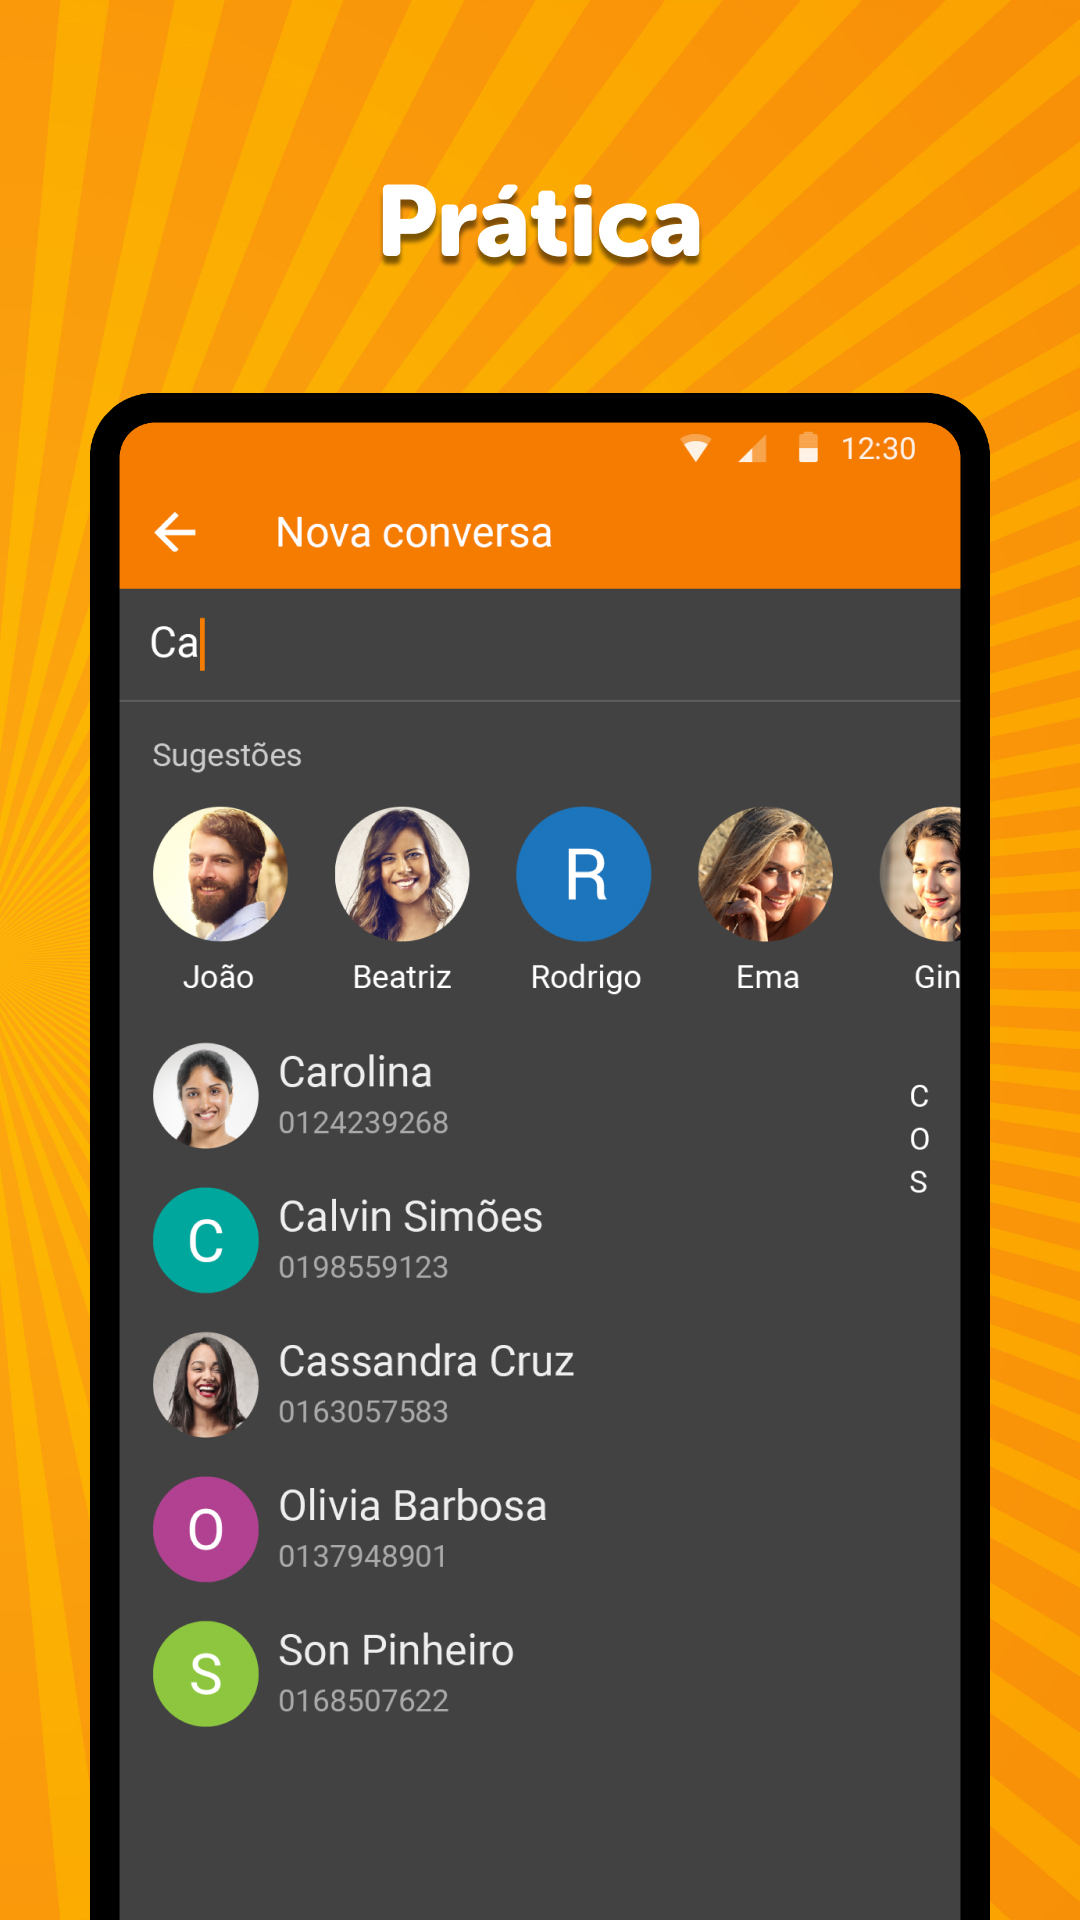 Prática
12:30
Nova conversa
Ca
Sugestões
R
João
Beatriz
Rodrigo
Ema
Gin
Carolina
0124239268
C
O
S
C
Calvin Simões
0198559123
Cassandra Cruz
0163057583
O
Olivia Barbosa
0137948901
S
Son Pinheiro
0168507622